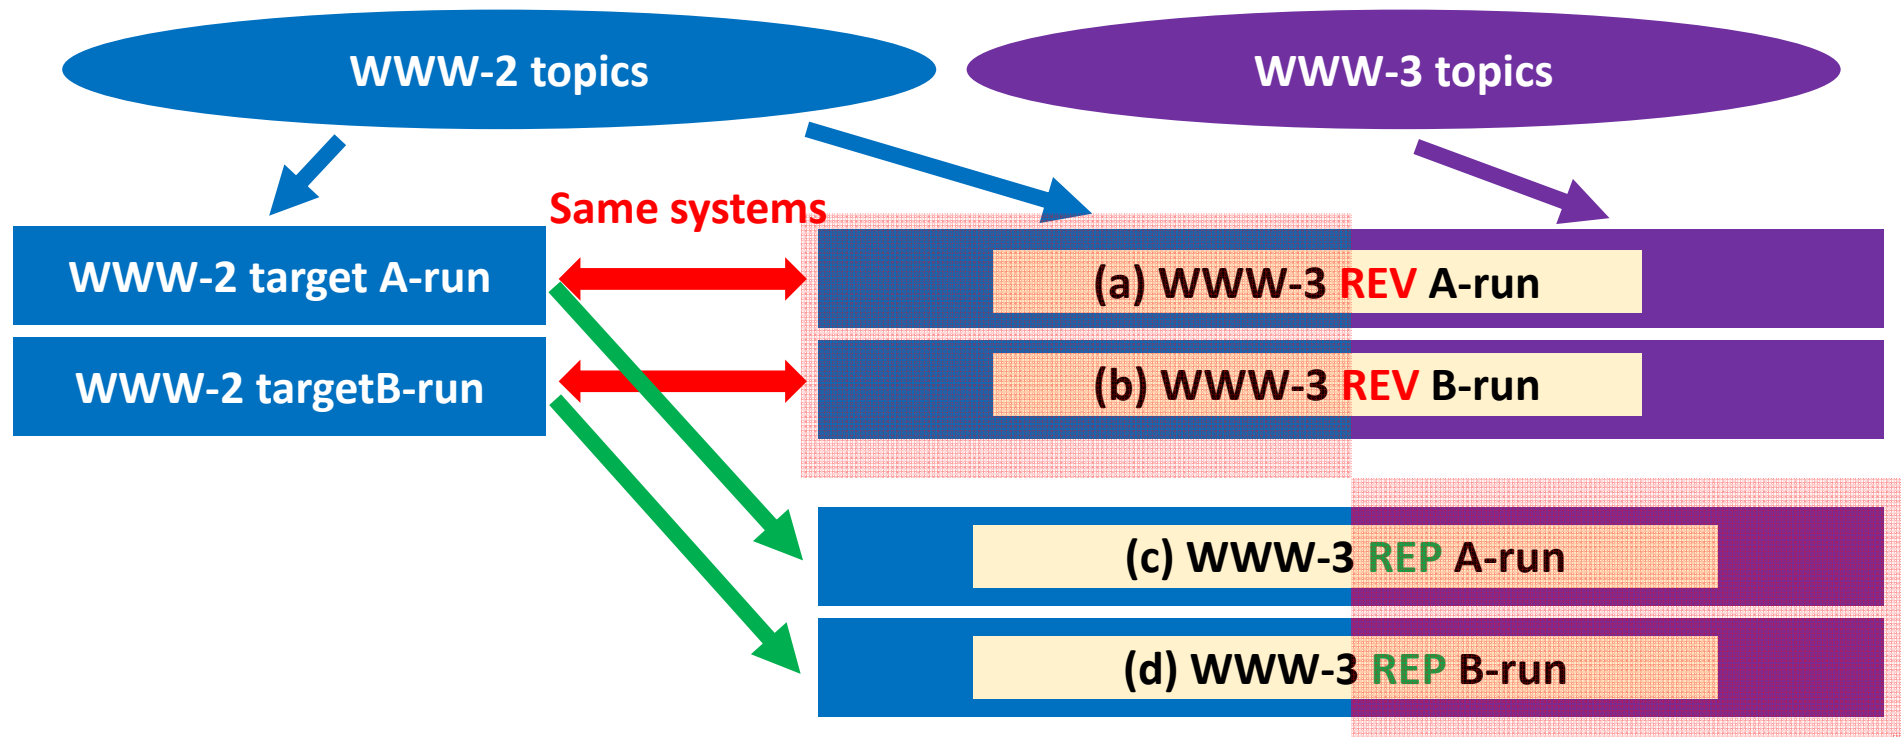 WWW-2 topics
WWW-3 topics
Same systems
WWW-2 target A-run
(a) WWW-3 REV A-run
WWW-2 targetB-run
(b) WWW-3 REV B-run
(c) WWW-3 REP A-run
(d) WWW-3 REP B-run